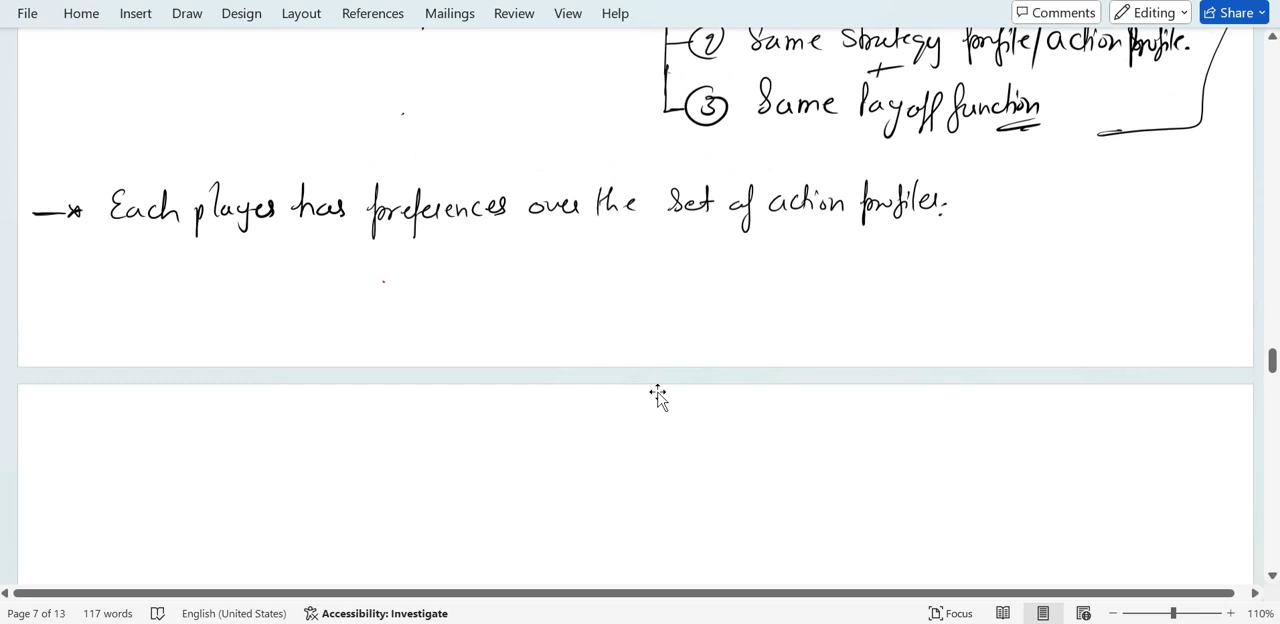 File Home Insert Draw Design Layout References Mailings Review View Help Comments Editing Share
② Same Strategy profile/action profile.
③ Same Payoff function
Each player has preferences over the set of action profiles.
Page 7 of 13 117 words English (United States) Accessibility: Investigate Focus 110%